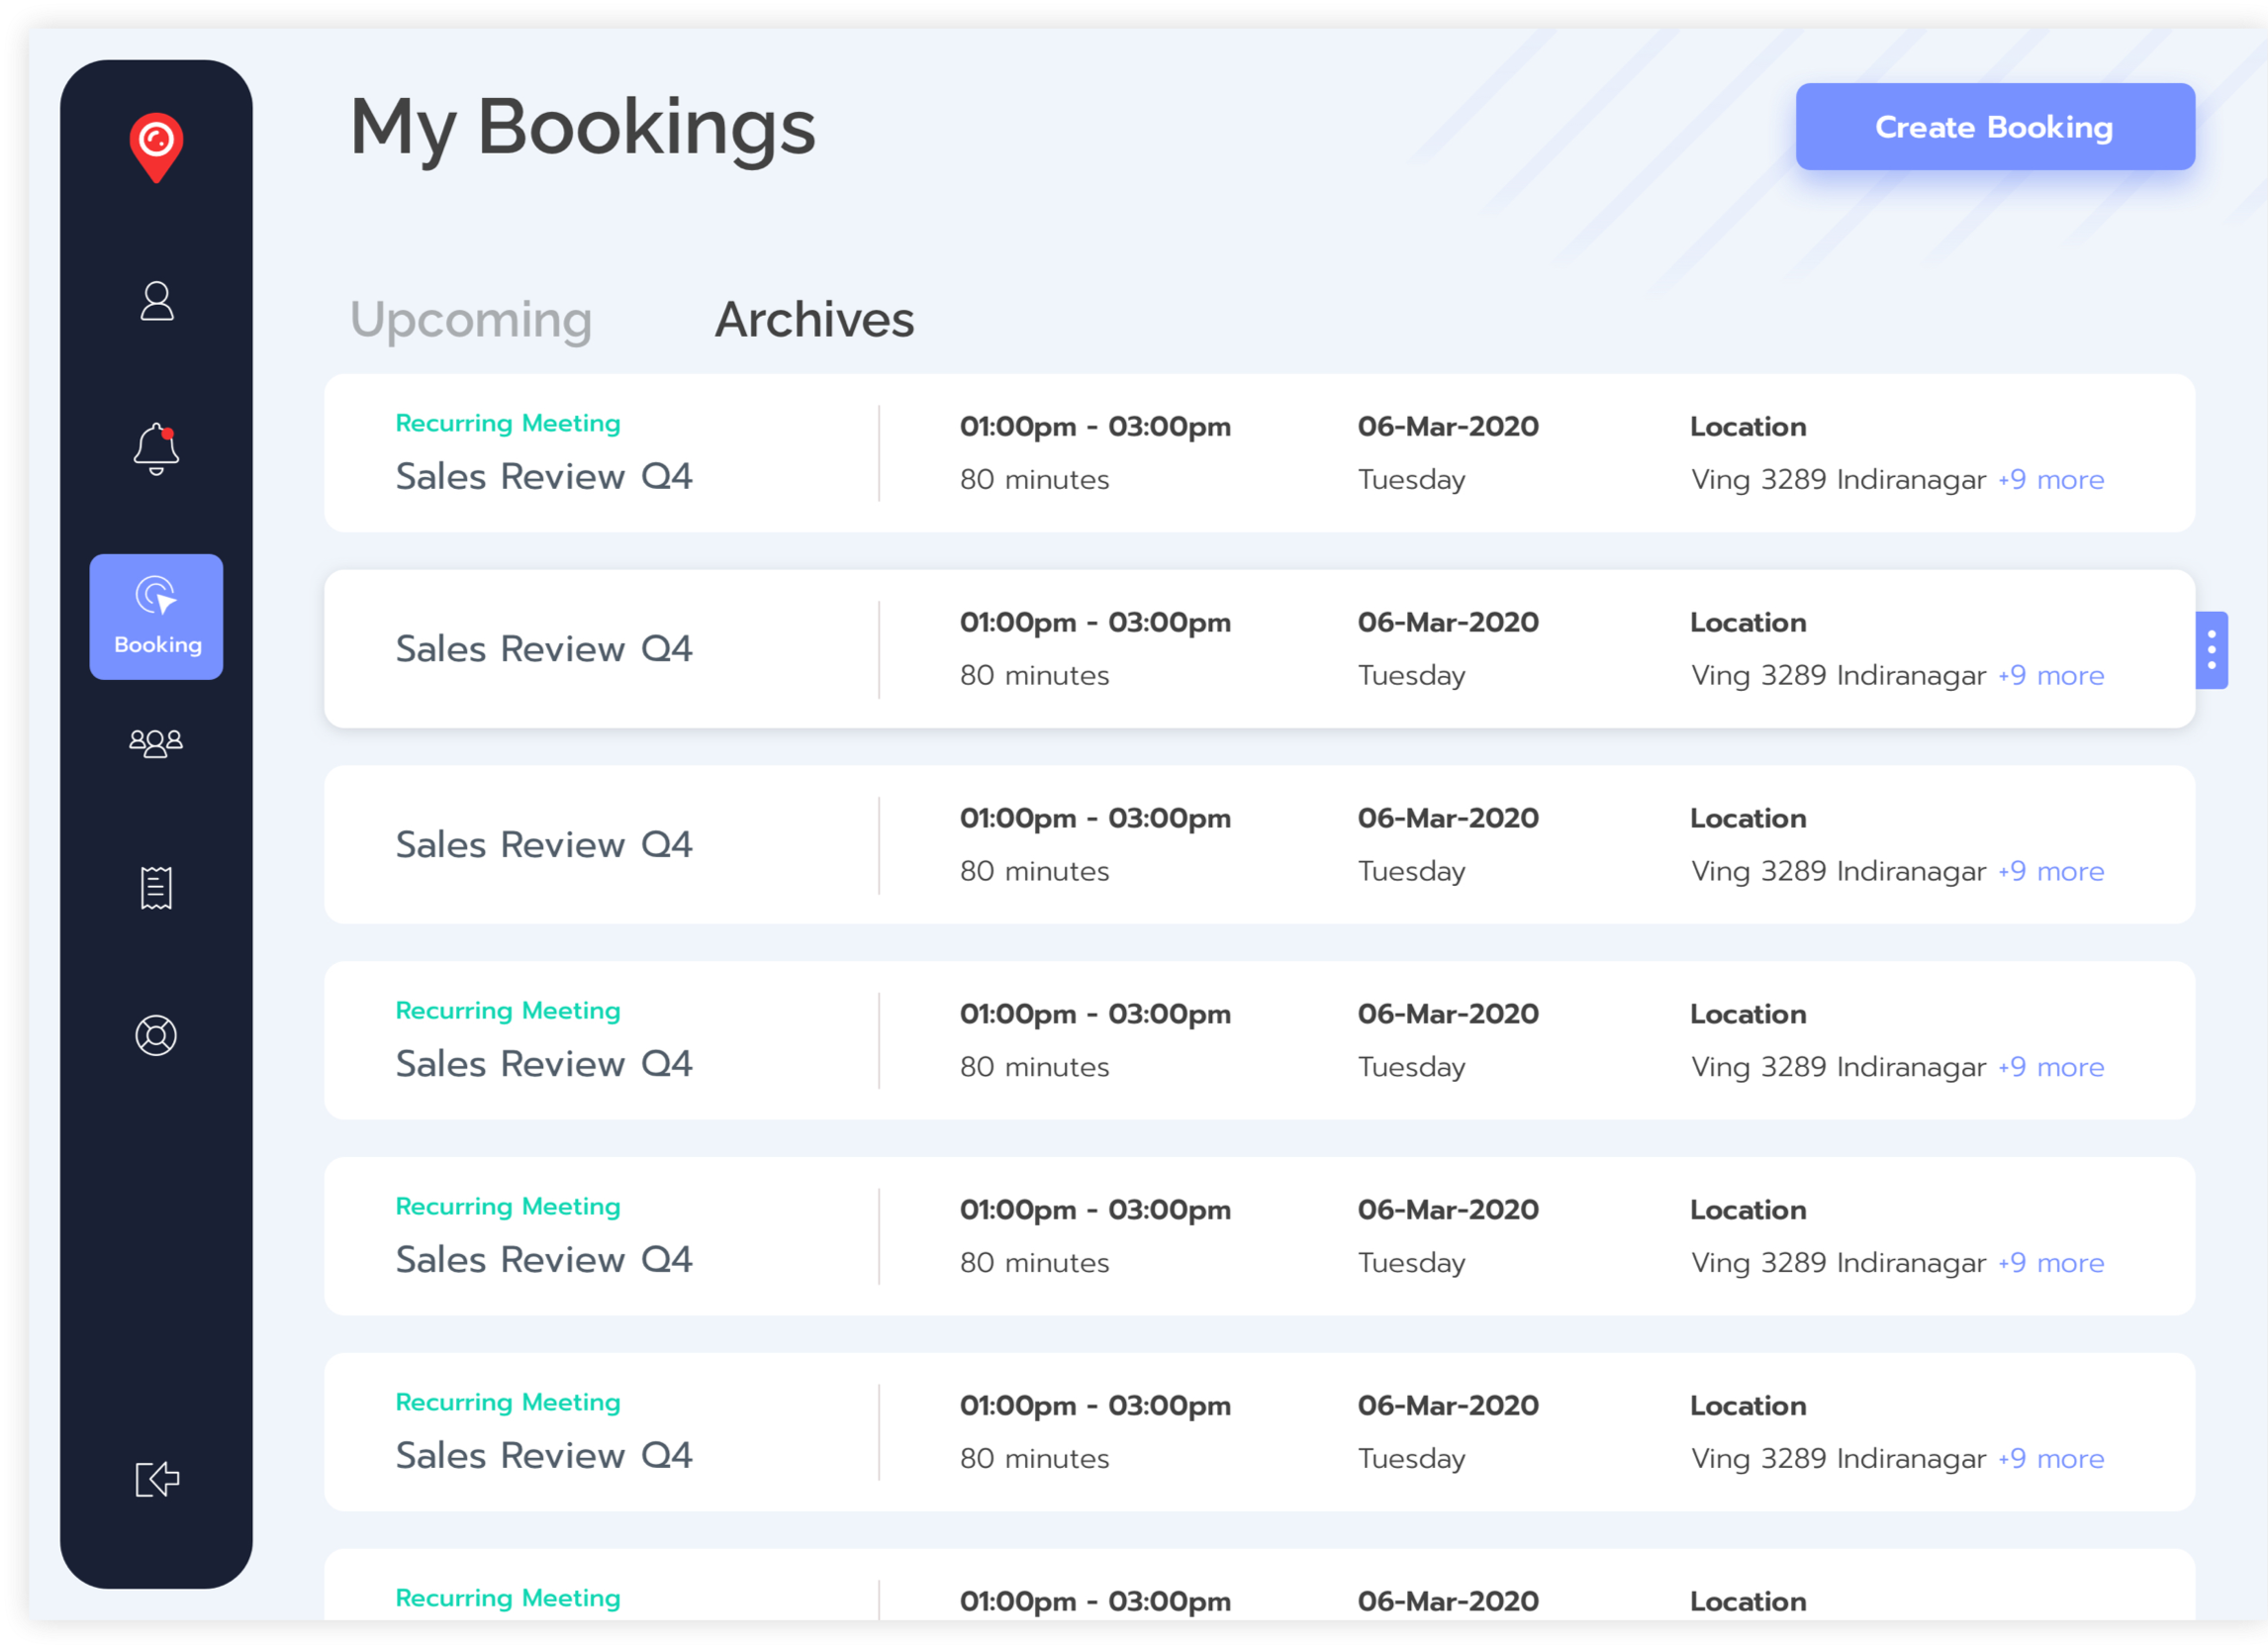 My Bookings
Create Booking
Upcoming Archives
Booking
Recurring Meeting
Sales Review Q4
01:00pm - 03:00pm
80 minutes
06-Mar-2020
Tuesday
Location
Ving 3289 Indiranagar +9 more
Sales Review Q4
01:00pm - 03:00pm
80 minutes
06-Mar-2020
Tuesday
Location
Ving 3289 Indiranagar +9 more
Sales Review Q4
01:00pm - 03:00pm
80 minutes
06-Mar-2020
Tuesday
Location
Ving 3289 Indiranagar +9 more
Recurring Meeting
Sales Review Q4
01:00pm - 03:00pm
80 minutes
06-Mar-2020
Tuesday
Location
Ving 3289 Indiranagar +9 more
Recurring Meeting
Sales Review Q4
01:00pm - 03:00pm
80 minutes
06-Mar-2020
Tuesday
Location
Ving 3289 Indiranagar +9 more
Recurring Meeting
Sales Review Q4
01:00pm - 03:00pm
80 minutes
06-Mar-2020
Tuesday
Location
Ving 3289 Indiranagar +9 more
Recurring Meeting
01:00pm - 03:00pm
06-Mar-2020
Location